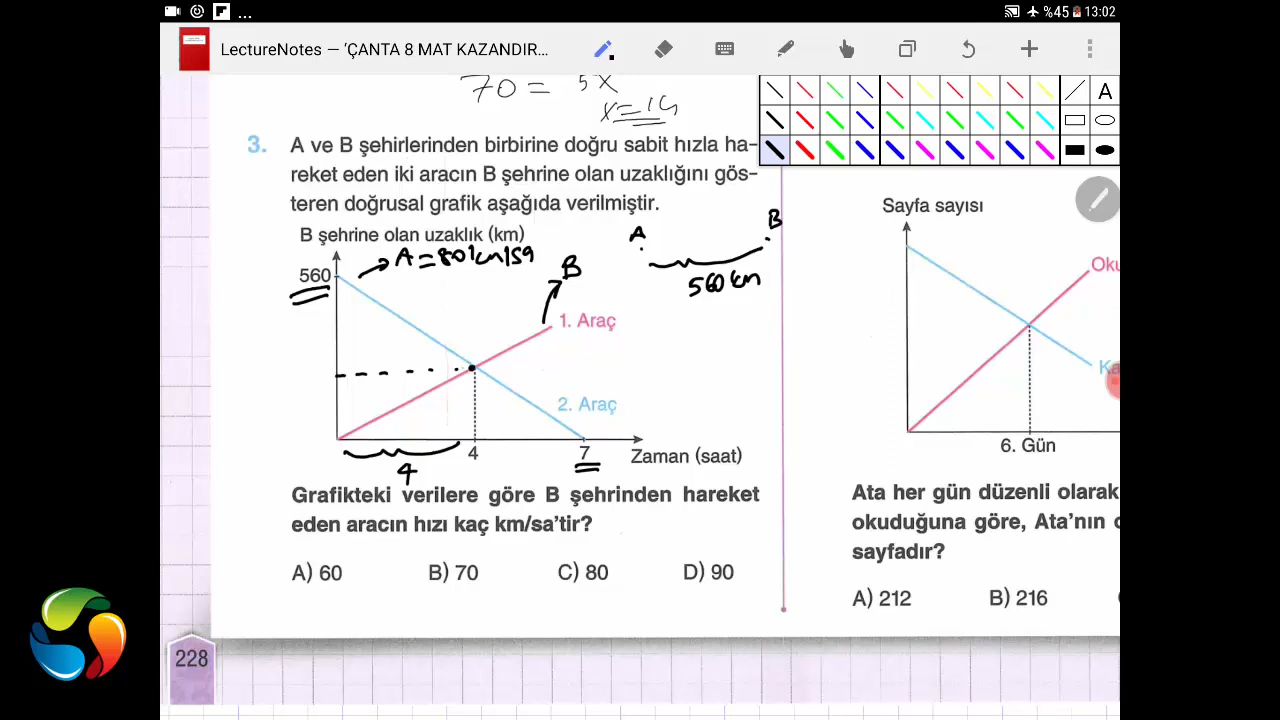 ... %45 13:02
LectureNotes — ‘ÇANTA 8 MAT KAZANDIR...
70 = 5x
x=14
3. A ve B şehirlerinden birbirine doğru sabit hızla ha-
reket eden iki aracın B şehrine olan uzaklığını gös-
teren doğrusal grafik aşağıda verilmiştir.
B şehrine olan uzaklık (km)
A = 80 km/sa
560
B
1. Araç
2. Araç
4
7
Zaman (saat)
4
A
B
560 km
Grafikteki verilere göre B şehrinden hareket
eden aracın hızı kaç km/sa’tir?
A) 60 B) 70 C) 80 D) 90
228
A
Sayfa sayısı
Oku
Ka
6. Gün
Ata her gün düzenli olarak
okuduğuna göre, Ata’nın
sayfadır?
A) 212 B) 216